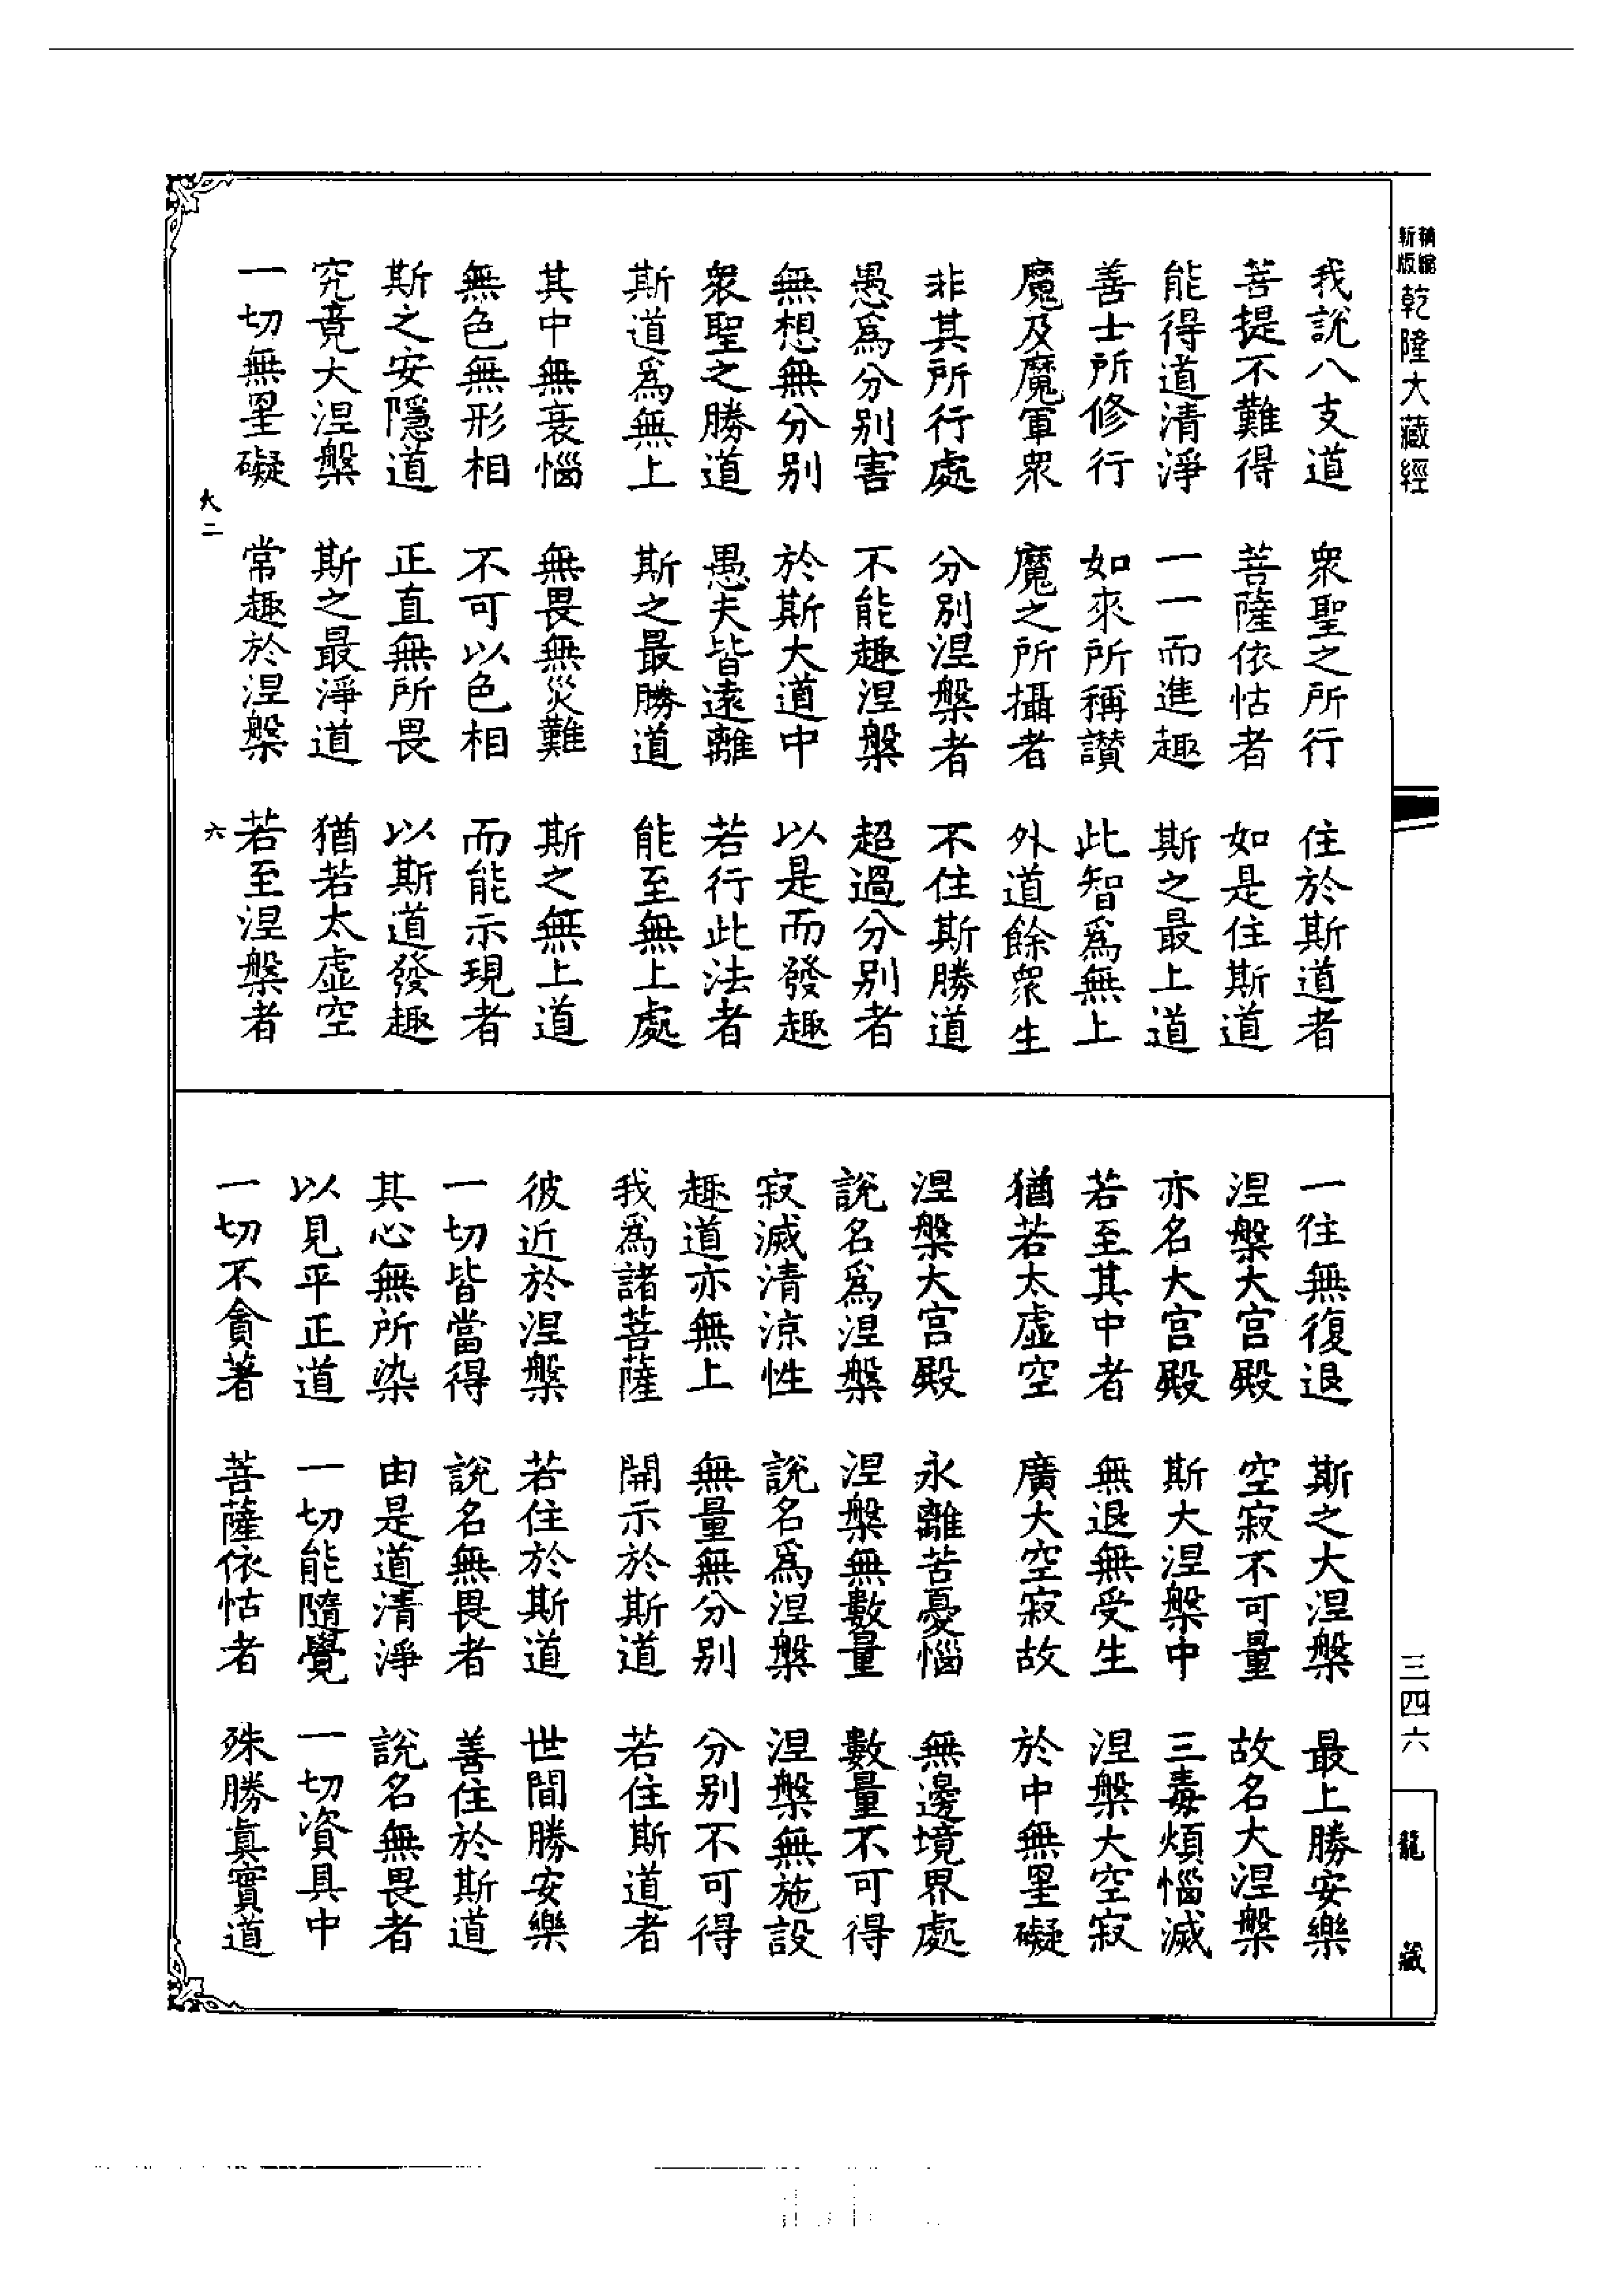 新版精縮乾隆大藏經
我說八支道　衆聖之所行　住於斯道者
菩提不難得　菩薩依怙者　如是住斯道
能得道清淨　一一而進趣　斯之最上道
善士所修行　如來所稱讚　此智爲無上
魔及魔軍衆　魔之所攝者　外道餘衆生
非其所行處　分別涅槃者　不住斯勝道
愚爲分别害　不能趣涅槃　超過分别者
無想無分别　於斯大道中　以是而發趣
衆聖之勝道　愚夫皆遠離　若行此法者
斯道爲無上　斯之最勝道　能至無上處
其中無衰惱　無畏無災難　斯之無上道
無色無形相　不可以色相　而能示現者
斯之安隱道　正直無所畏　以斯道發趣
究竟大涅槃　斯之最淨道　猶若太虛空
一切無罣礙　常趣於涅槃　若至涅槃者
大二　六
一往無復退　斯之大涅槃　最上勝安樂
涅槃大宫殿　空寂不可量　故名大涅槃
亦名大宫殿　斯大涅槃中　三毒煩惱滅
若至其中者　無退無受生　涅槃大空寂
猶若太虛空　廣大空寂故　於中無罣礙
涅槃大宫殿　永離苦憂惱　無邊境界處
說名爲涅槃　涅槃無數量　數量不可得
寂滅清涼性　說名爲涅槃　涅槃無施設
趣道亦無上　無量無分别　分别不可得
我爲諸菩薩　開示於斯道　若住斯道者
彼近於涅槃　若住於斯道　世間勝安樂
一切皆當得　說名無畏者　善住於斯道
其心無所染　由是道清淨　說名無畏者
以見平正道　一切能隨覺　一切資具中
一切不貪著　菩薩依怙者　殊勝真實道
三四六
龍藏